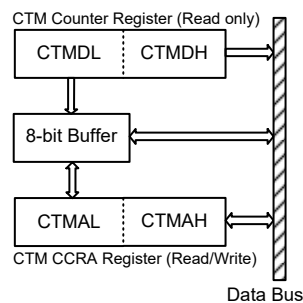 CTM Counter Register (Read only)
CTMDL CTMDH
8-bit Buffer
CTMAL CTMAH
CTM CCRA Register (Read/Write)
Data Bus